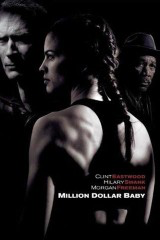 CLINT EASTWOOD
HILARY SWANK
MORGAN FREEMAN
MILLION DOLLAR BABY